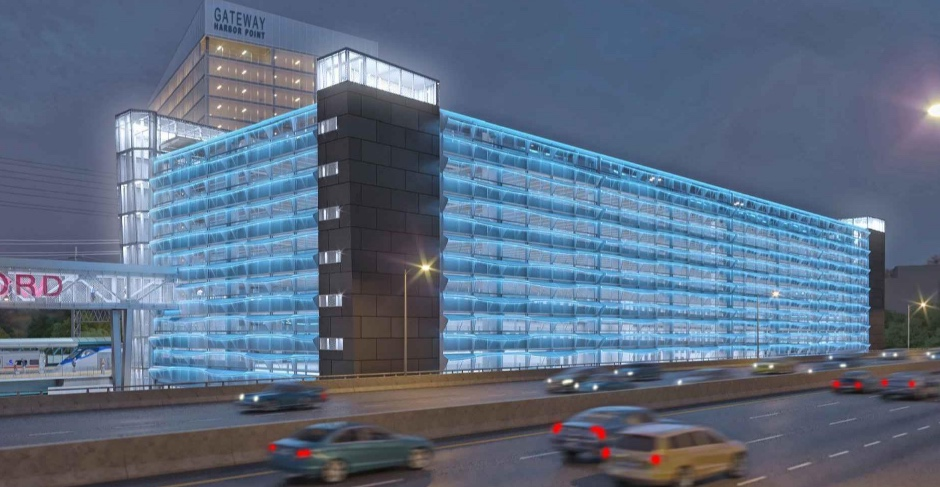 GATEWAY
HARBOR POINT
ORD